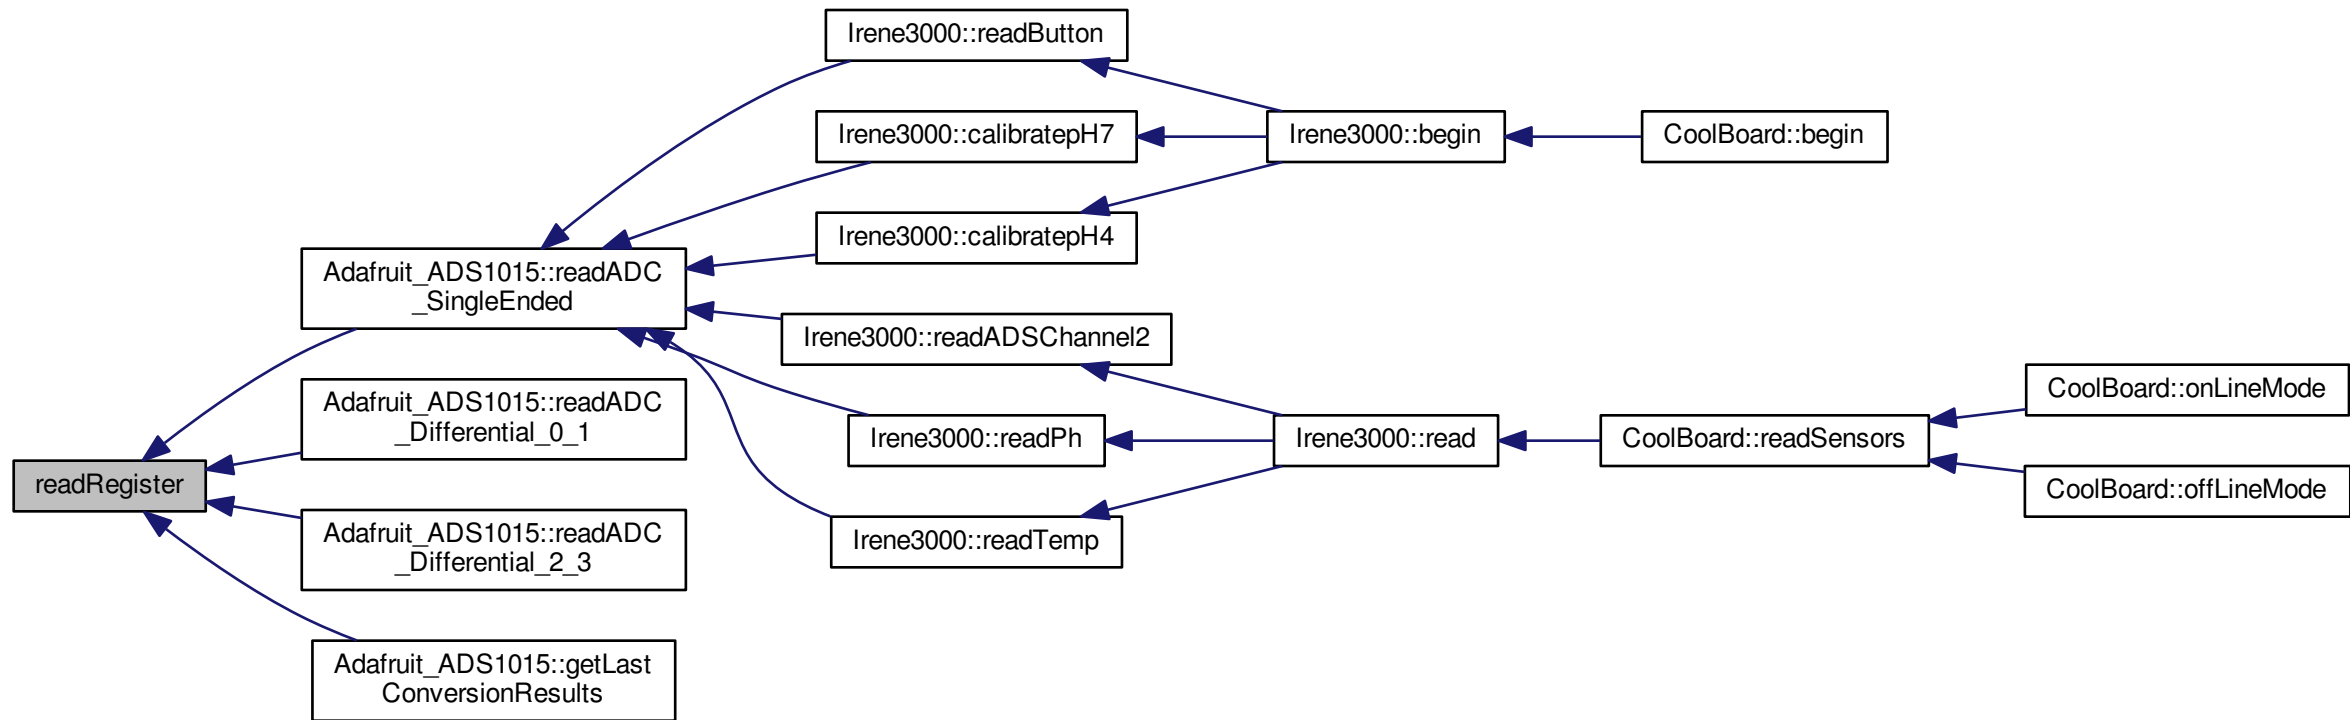 Irene3000::readButton
Irene3000::calibratepH7
Irene3000::begin
CoolBoard::begin
Irene3000::calibratepH4
Adafruit_ADS1015::readADC
_SingleEnded
Irene3000::readADSChannel2
CoolBoard::onLineMode
Adafruit_ADS1015::readADC
_Differential_0_1
Irene3000::readPh
Irene3000::read
CoolBoard::readSensors
readRegister
CoolBoard::offLineMode
Adafruit_ADS1015::readADC
_Differential_2_3
Irene3000::readTemp
Adafruit_ADS1015::getLast
ConversionResults